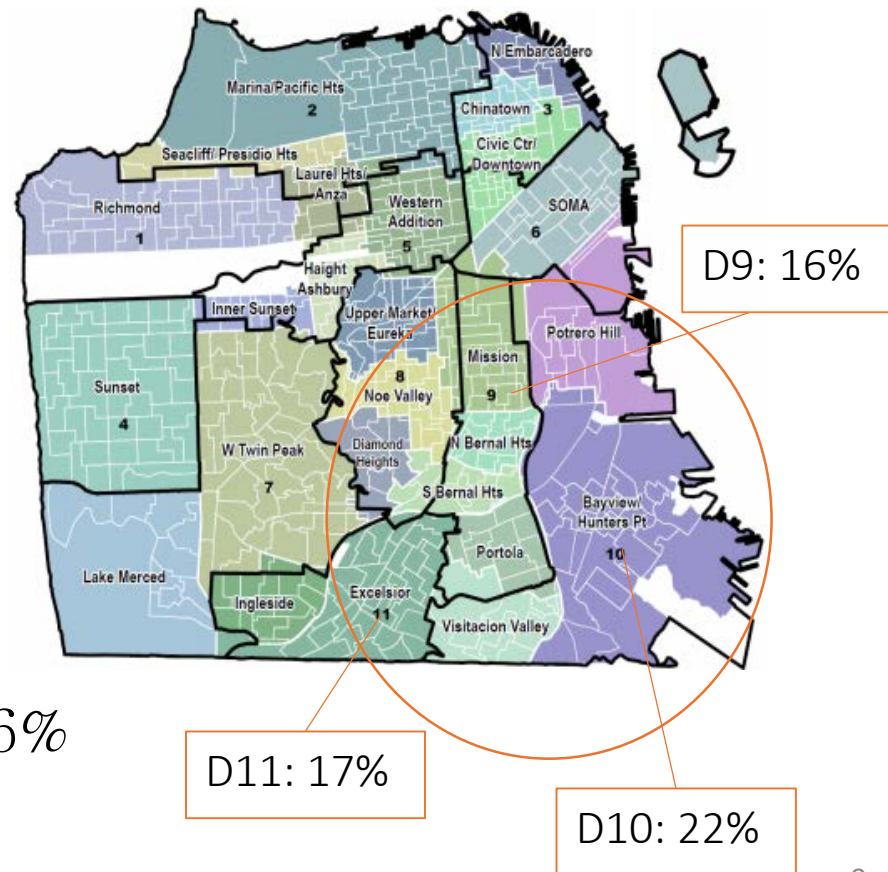 N Embarcadero
Marina/Pacific Hts
2
Chinatown
3
Civic Ctr/
Downtown
Seacliff/ Presidio Hts
Laurel Hts/
Anza
Richmond
1
Western
Addition
5
SOMA
6
Haight
Ashbury
Inner Sunset
Upper Market/
Eureka
D9: 16%
Potrero Hill
Mission
9
Sunset
4
8
Noe Valley
W Twin Peak
7
Diamond
Heights
N Bernal Hts
S Bernal Hts
Bayview/
Hunters Pt
10
Portola
Lake Merced
Excelsior
11
Ingleside
Visitacion Valley
6%
D11: 17%
D10: 22%